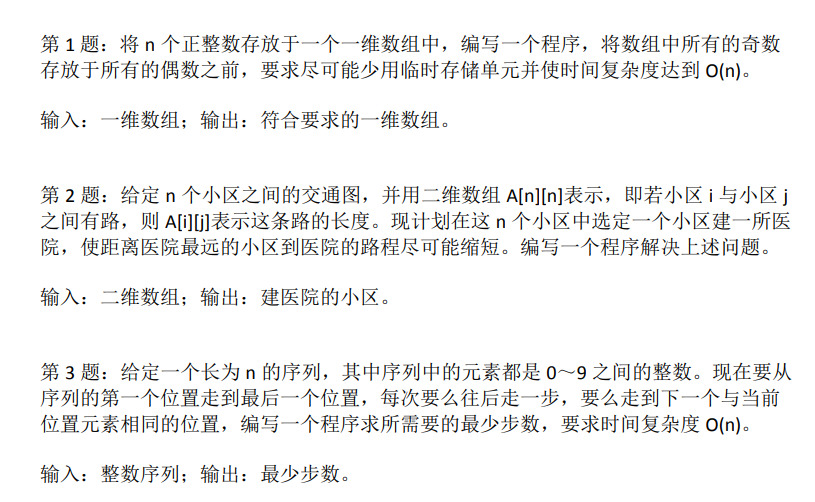 第 1 题：将 n 个正整数存放于一个一维数组中，编写一个程序，将数组中所有的奇数
存放于所有的偶数之前，要求尽可能少用临时存储单元并使时间复杂度达到 O(n)。
输入：一维数组；输出：符合要求的一维数组。
第 2 题：给定 n 个小区之间的交通图，并用二维数组 A[n][n]表示，即若小区 i 与小区 j
之间有路，则 A[i][j]表示这条路的长度。现计划在这 n 个小区中选定一个小区建一所医
院，使距离医院最远的小区到医院的路程尽可能缩短。编写一个程序解决上述问题。
输入：二维数组；输出：建医院的小区。
第 3 题：给定一个长为 n 的序列，其中序列中的元素都是 0～9 之间的整数。现在要从
序列的第一个位置走到最后一个位置，每次要么往后走一步，要么走到下一个与当前
位置元素相同的位置，编写一个程序求所需要的最少步数，要求时间复杂度 O(n)。
输入：整数序列；输出：最少步数。